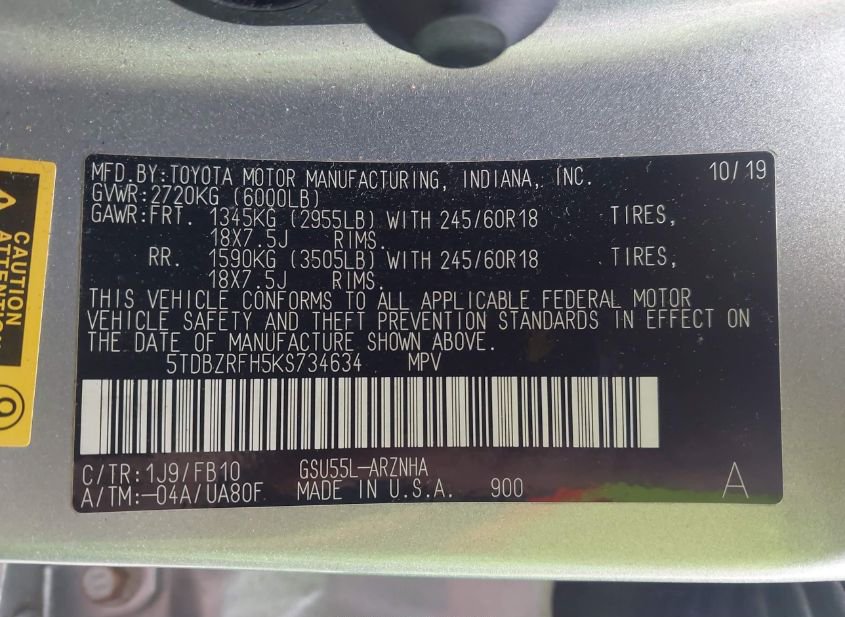 MFD.BY:TOYOTA MOTOR MANUFACTURING, INDIANA, INC. 10/19
GVWR:2720KG (6000LB)
GAWR:FRT. 1345KG (2955LB) WITH 245/60R18 TIRES,
18X7.5J RIMS.
RR. 1590KG (3505LB) WITH 245/60R18 TIRES,
18X7.5J RIMS.
THIS VEHICLE CONFORMS TO ALL APPLICABLE FEDERAL MOTOR
VEHICLE SAFETY AND THEFT PREVENTION STANDARDS IN EFFECT ON
THE DATE OF MANUFACTURE SHOWN ABOVE.
5TDBZRFH5KS734634 MPV
C/TR:1J9/FB10 GSU55L-ARZNHA
A/TM:-04A/UA80F MADE IN U.S.A. 900 A
CAUTION